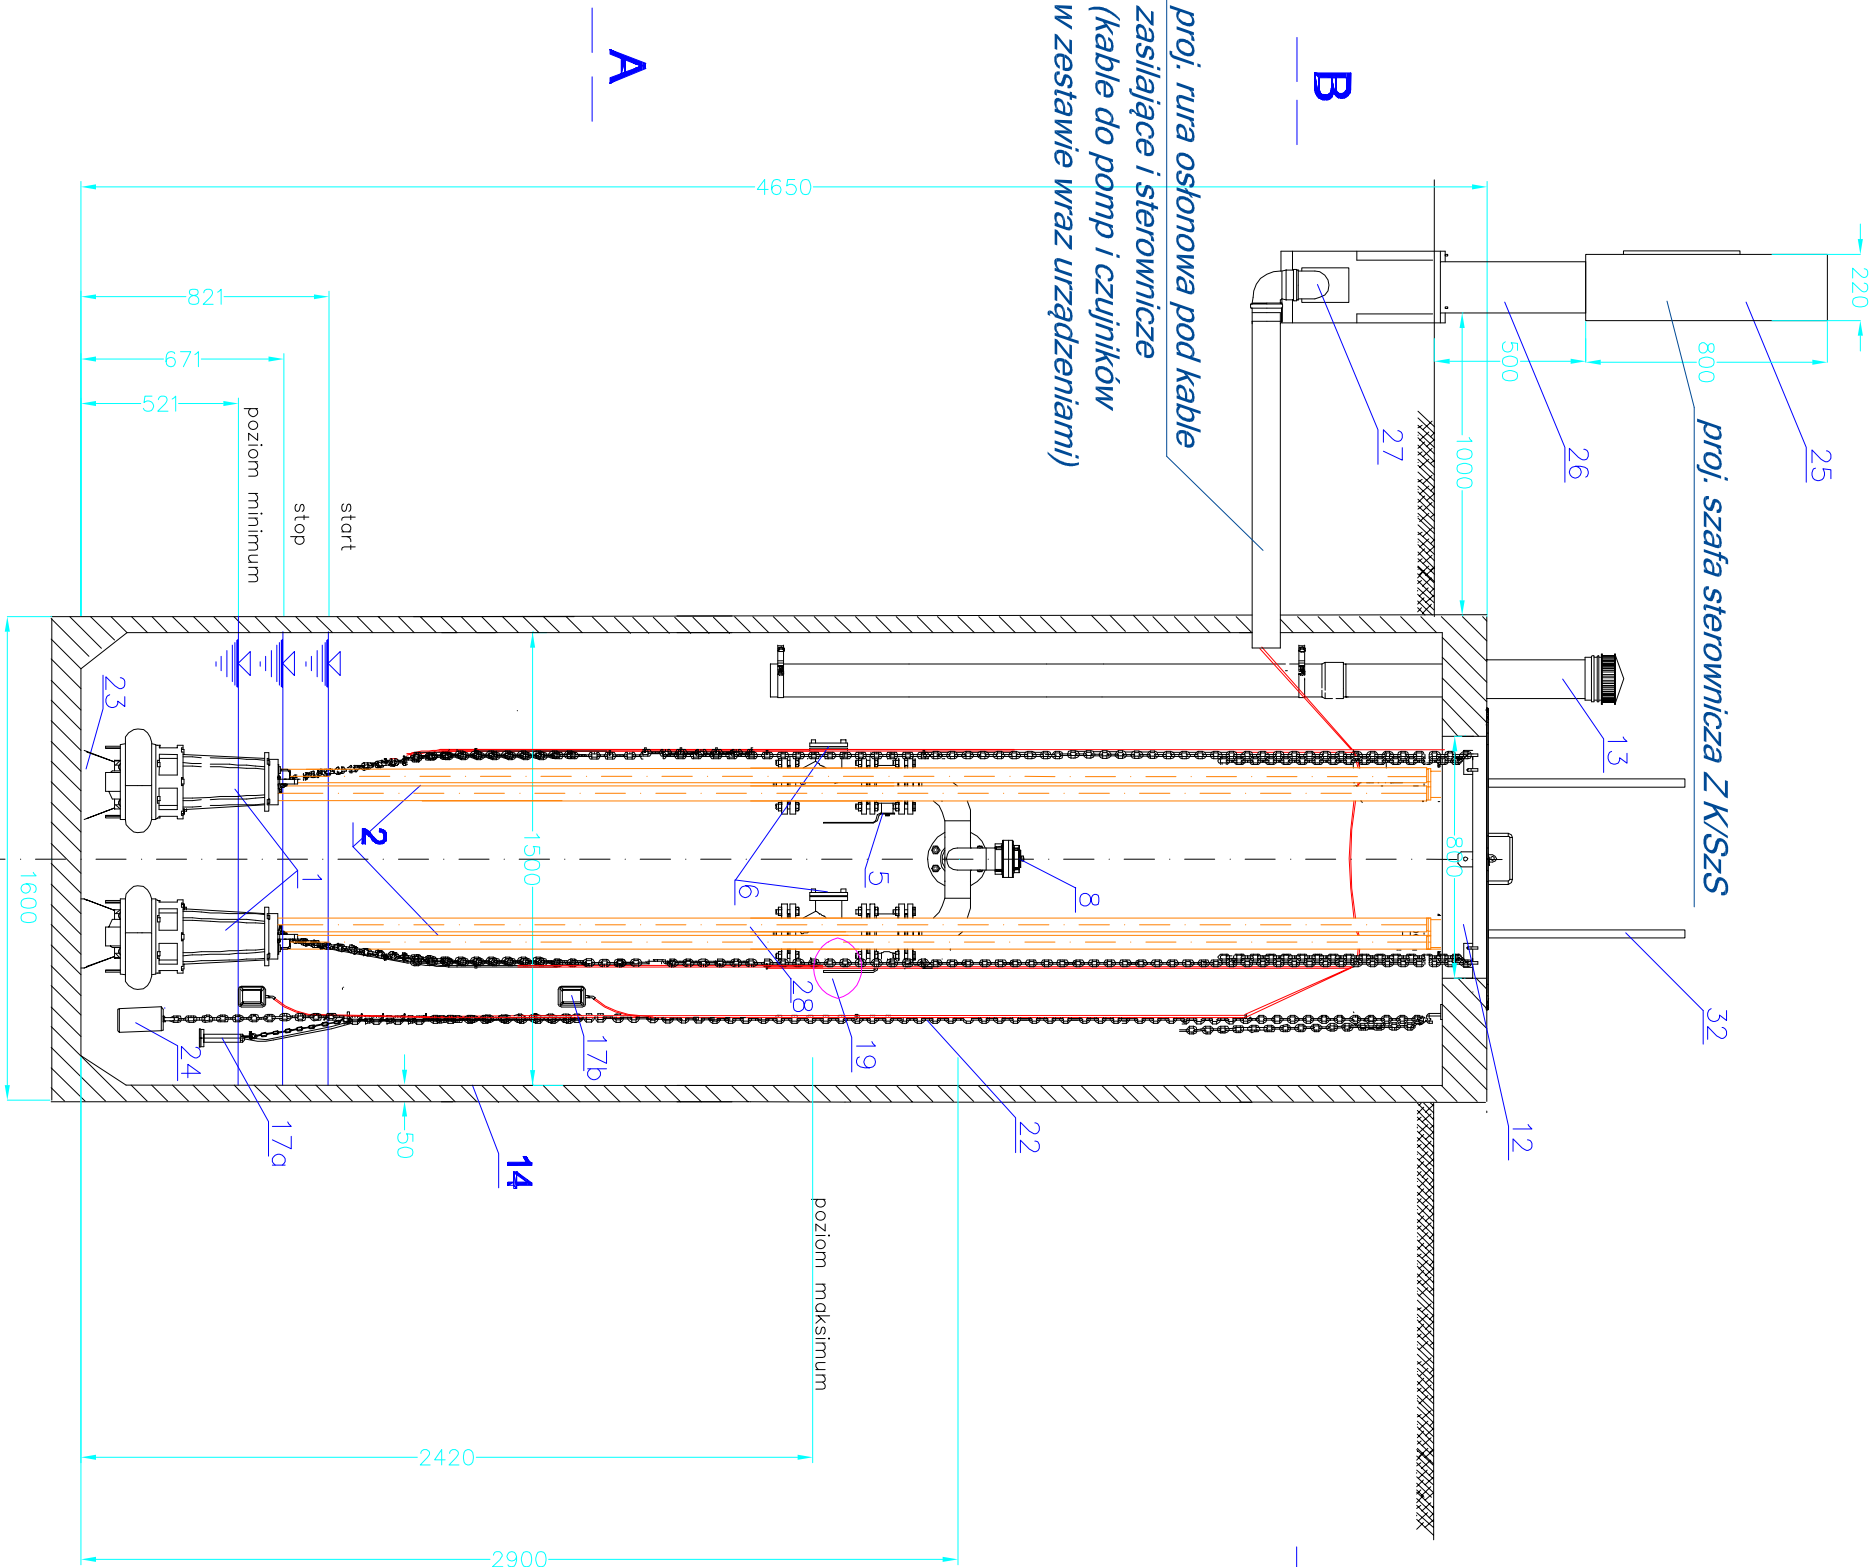 proj. rura osłonowa pod kable
zasilające i sterownicze
(kable do pomp i czujników
w zestawie wraz urządzeniami)
proj. szafa sterownicza ZK/SzS
A
B
4650
821
671
521
start
stop
poziom minimum
poziom maksimum
220
800
500
1000
800
1500
1600
50
2420
2900
25
26
27
13
32
12
22
8
5
6
19
28
2
1
23
24
17a
17b
14